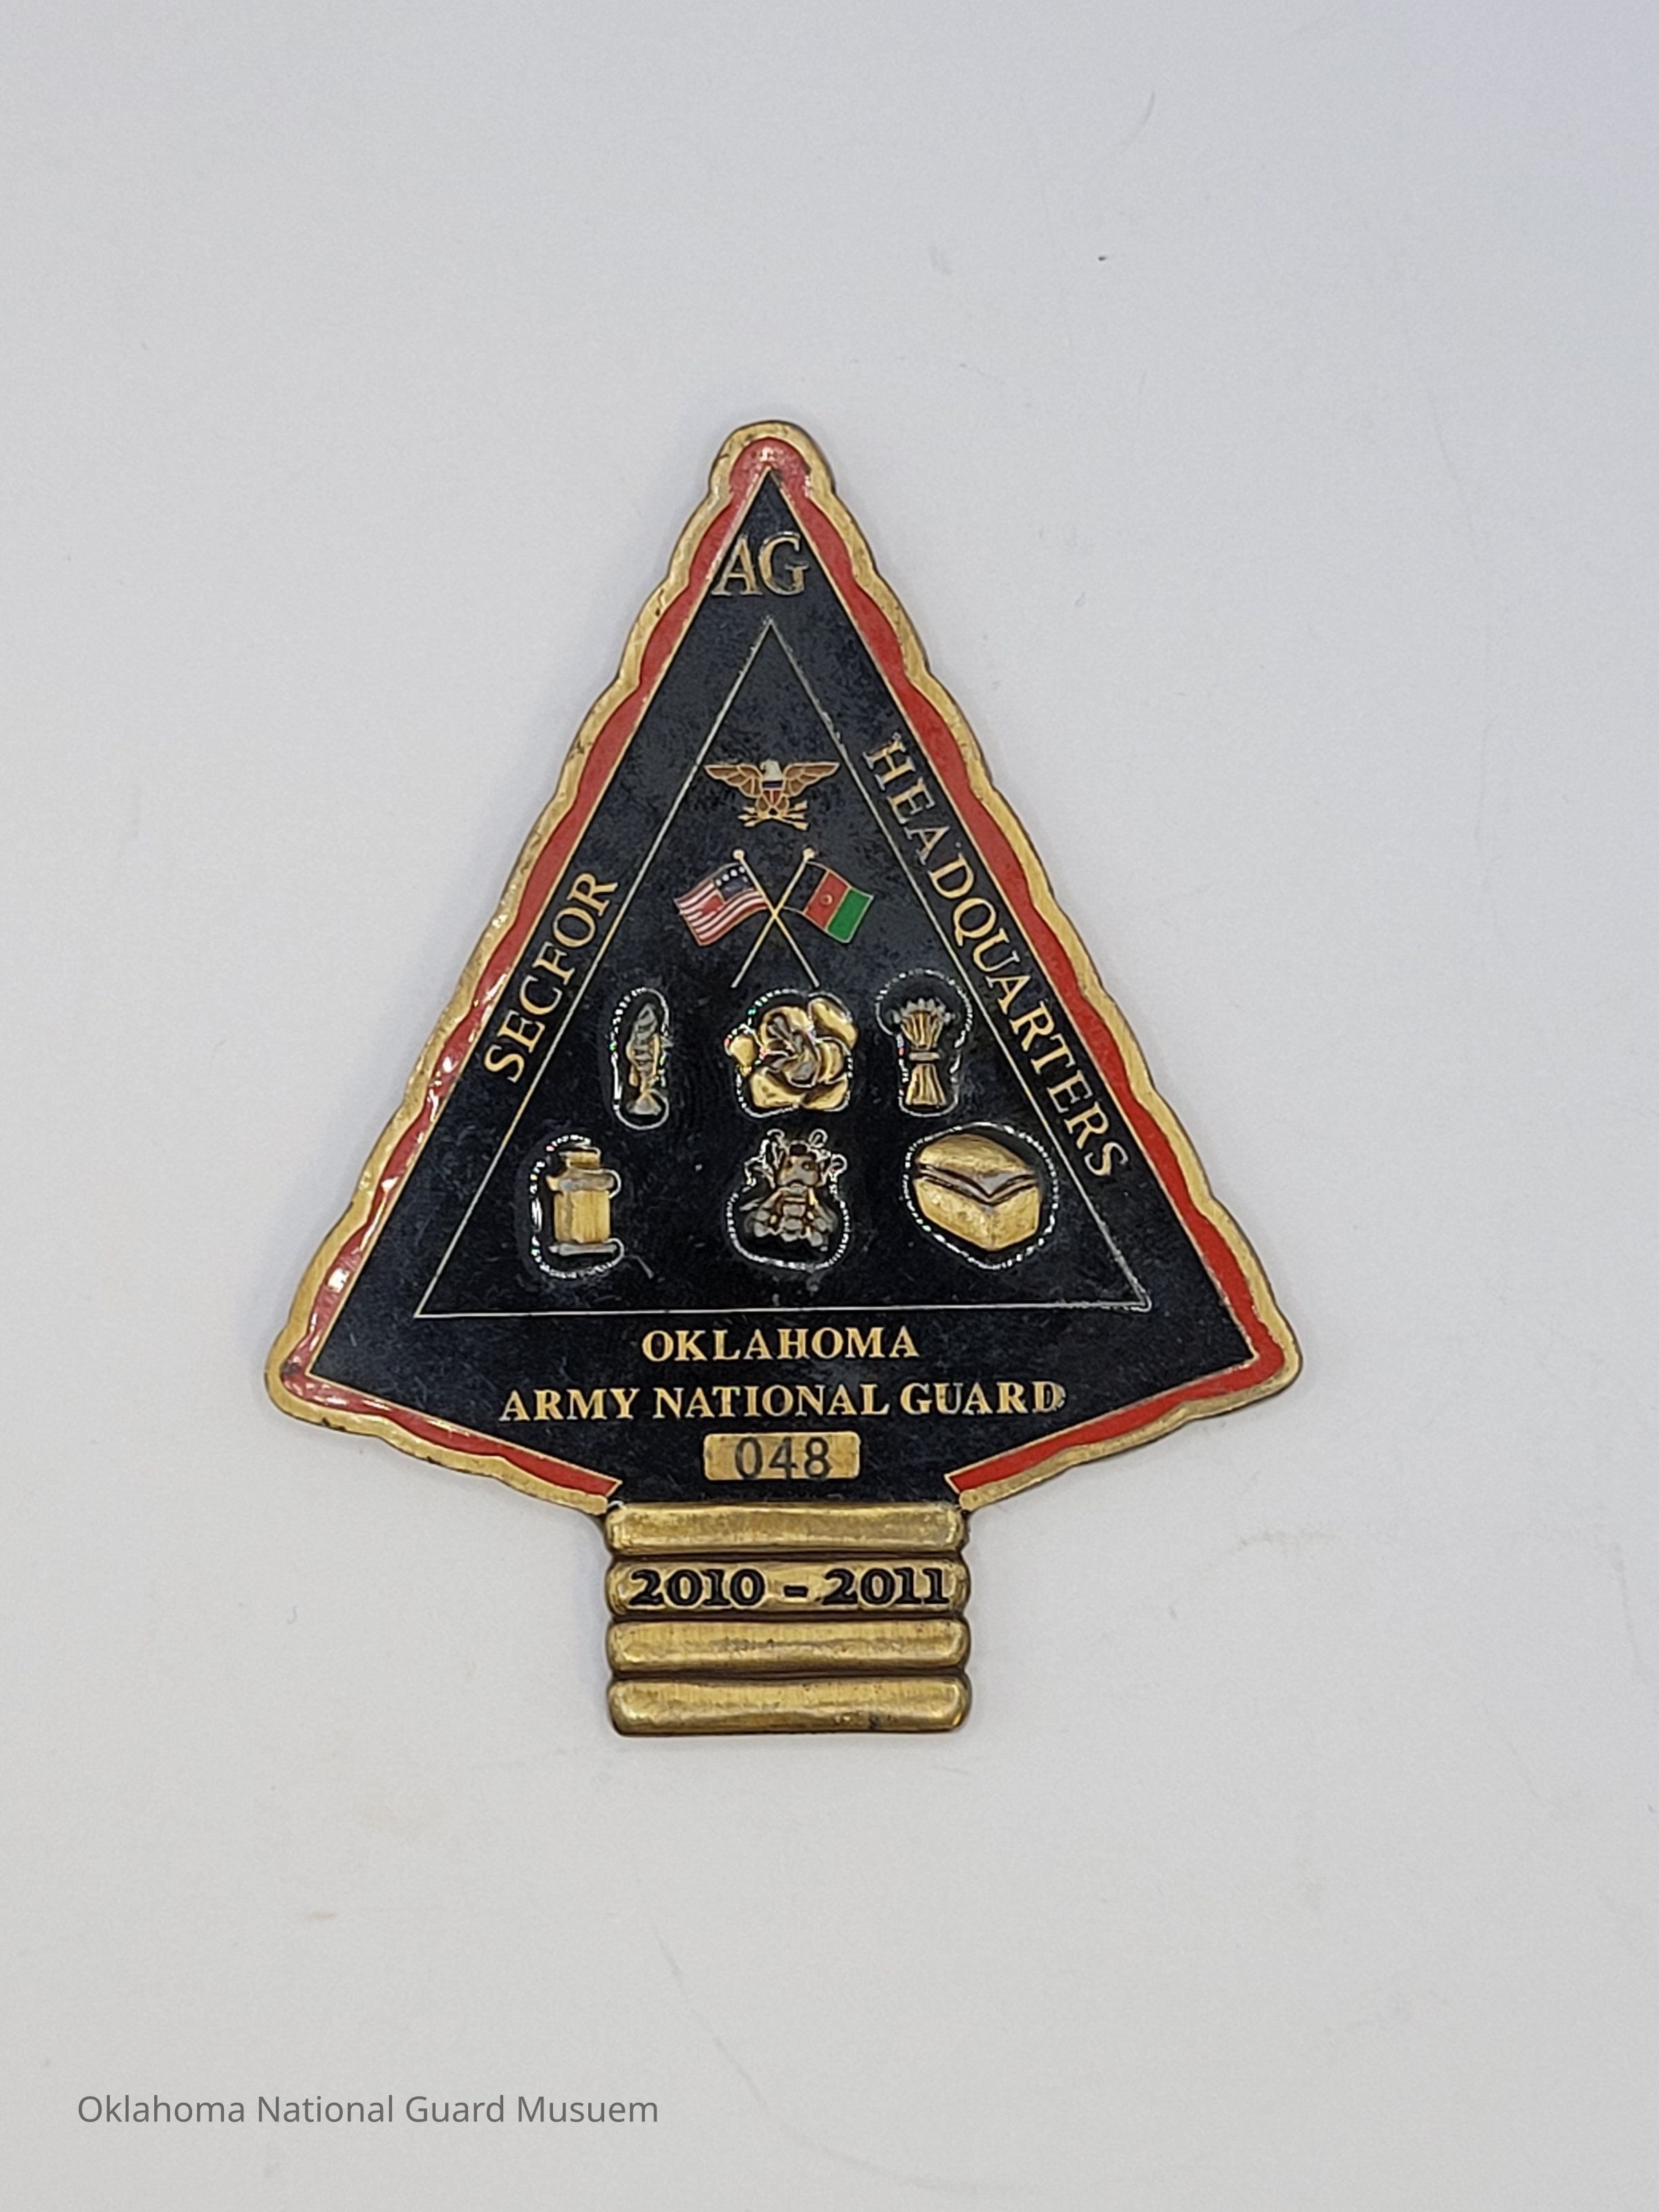 AG
SECFOR
HEADQUARTERS
OKLAHOMA
ARMY NATIONAL GUARD
048
2010 - 2011
Oklahoma National Guard Musuem